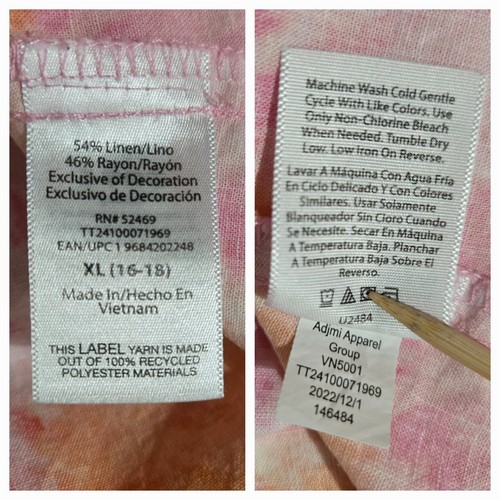 54% Linen/Lino
46% Rayon/Rayón
Exclusive of Decoration
Exclusivo de Decoración
RN# 52469
TT24100071969
EAN/UPC 1 9684202248
XL (16-18)
Made In/Hecho En
Vietnam
THIS LABEL YARN IS MADE
OUT OF 100% RECYCLED
POLYESTER MATERIALS
Machine Wash Cold Gentle
Cycle With Like Colors. Use
Only Non-Chlorine Bleach
When Needed. Tumble Dry
Low. Low Iron On Reverse.
Lavar A Máquina Con Agua Fría
En Ciclo Delicado Y Con Colores
Similares. Usar Solamente
Blanqueador Sin Cloro Cuando
Se Necesite. Secar En Máquina
A Temperatura Baja. Planchar
A Temperatura Baja Sobre El
Reverso.
U2484
Adjmi Apparel
Group
VN5001
TT24100071969
2022/12/1
146484